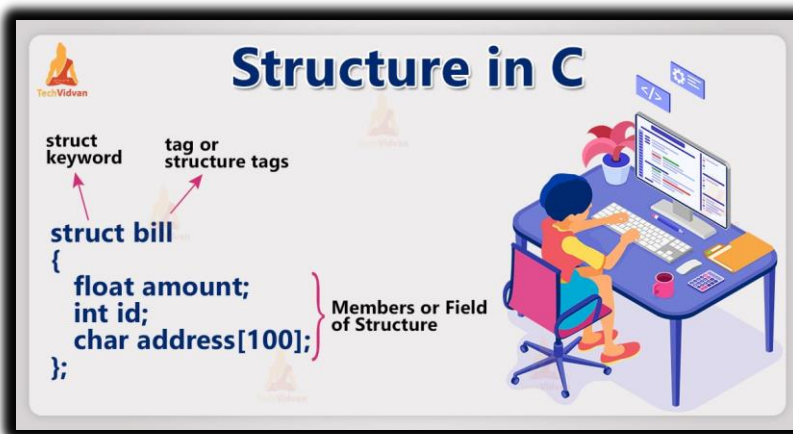 Structure in C
TechVidvan
struct
keyword
tag or
structure tags
struct bill
{
float amount;
int id;
char address[100];
};
Members or Field
of Structure
</>